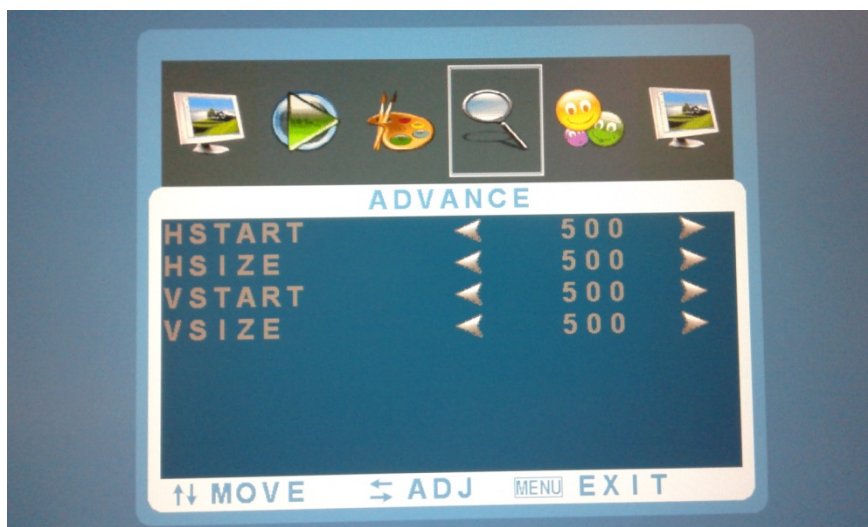 ADVANCE
HSTART 500
HSIZE 500
VSTART 500
VSIZE 500
↑↓ MOVE ⇆ ADJ MENU EXIT